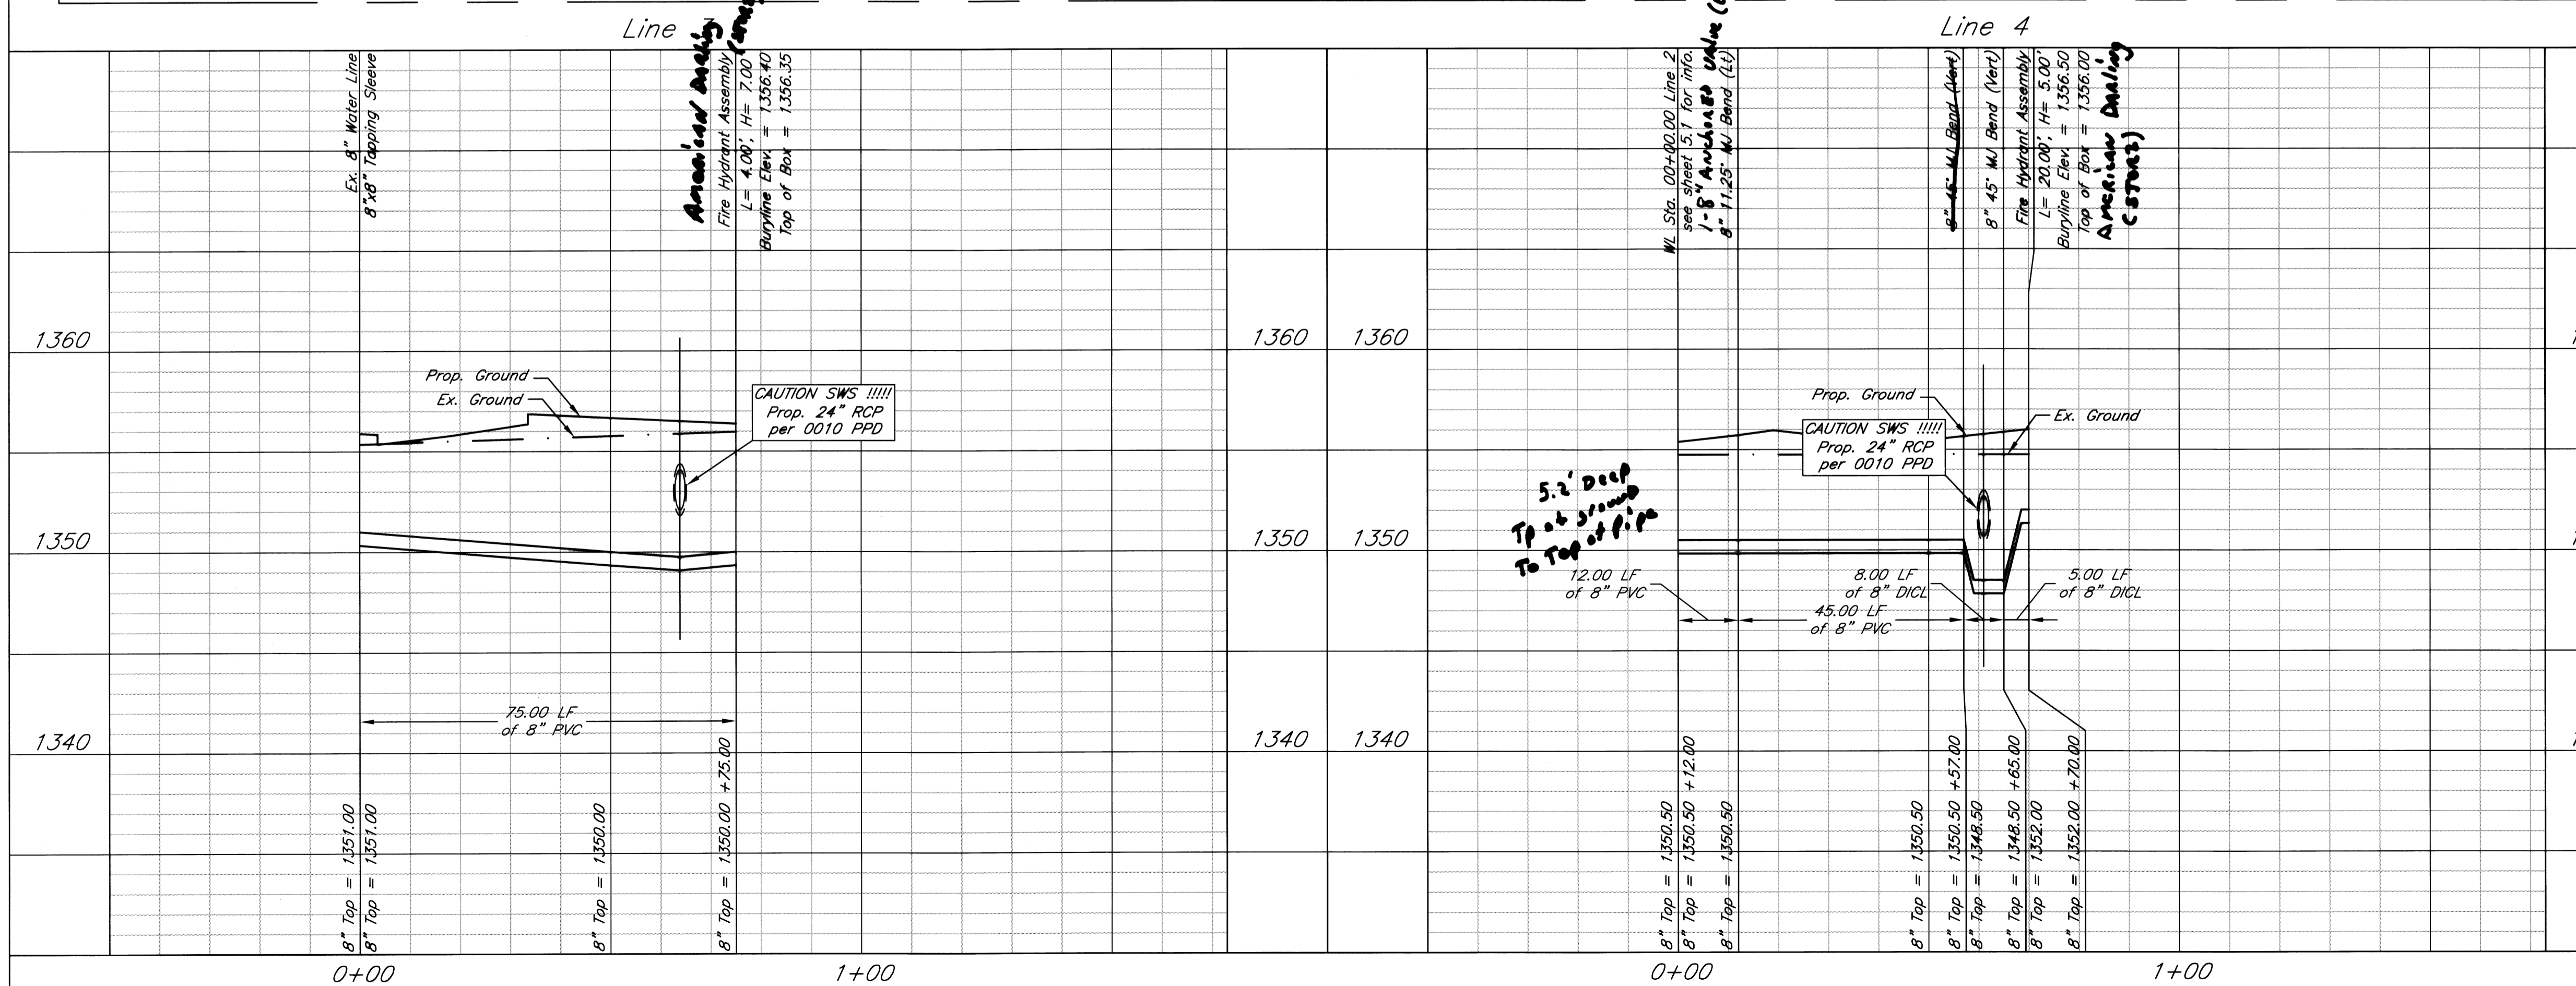 Line
Ex. 8" Water Line
8"x8" Tapping Sleeve
American Darling
Fire Hydrant Assembly
L= 4.00', H= 7.00'
Buryline Elev. = 1356.40
Top of Box = 1356.35
1360
1350
1340
Prop. Ground
Ex. Ground
CAUTION SWS !!!!!
Prop. 24" RCP
per 0010 PPD
75.00 LF
of 8" PVC
8" Top = 1351.00
8" Top = 1351.00
8" Top = 1350.00
8" Top = 1350.00 +75.00
0+00
1+00
1360
1350
1340
Line 4
WL Sta. 00+00.00 Line 2
see sheet 5.1 for info.
1-8" Anchored Valve
8" 11.25° MJ Bend (Lt)
8" 45° MJ Bend (Vert)
8" 45° MJ Bend (Vert)
Fire Hydrant Assembly
L= 20.00', H= 5.00'
Buryline Elev. = 1356.50
Top of Box = 1356.00
American Darling
(STORZ)
1360
1350
1340
Prop. Ground
Ex. Ground
CAUTION SWS !!!!!
Prop. 24" RCP
per 0010 PPD
5.2' Deep
Tp of ground
To Top of pipe
12.00 LF
of 8" PVC
45.00 LF
of 8" PVC
8.00 LF
of 8" DICL
5.00 LF
of 8" DICL
8" Top = 1350.50
8" Top = 1350.50 +12.00
8" Top = 1350.50
8" Top = 1350.50
8" Top = 1350.50 +57.00
8" Top = 1348.50
8" Top = 1348.50 +65.00
8" Top = 1352.00
8" Top = 1352.00 +70.00
0+00
1+00